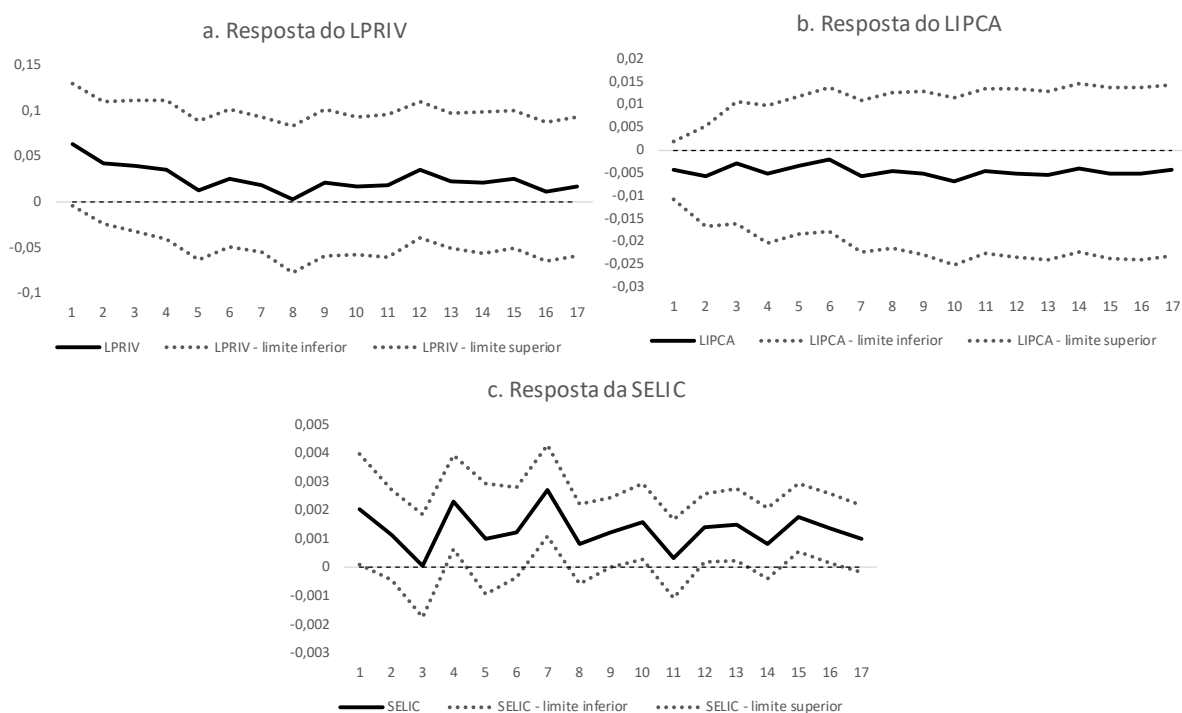 a. Resposta do LPRIV
0,15
0,1
0,05
0
-0,05
-0,1
1 2 3 4 5 6 7 8 9 10 11 12 13 14 15 16 17
LPRIV LPRIV - limite inferior LPRIV - limite superior
b. Resposta do LIPCA
0,02
0,015
0,01
0,005
0
-0,005
-0,01
-0,015
-0,02
-0,025
-0,03
1 2 3 4 5 6 7 8 9 10 11 12 13 14 15 16 17
LIPCA LIPCA - limite inferior LIPCA - limite superior
c. Resposta da SELIC
0,005
0,004
0,003
0,002
0,001
0
-0,001
-0,002
-0,003
1 2 3 4 5 6 7 8 9 10 11 12 13 14 15 16 17
SELIC SELIC - limite inferior SELIC - limite superior